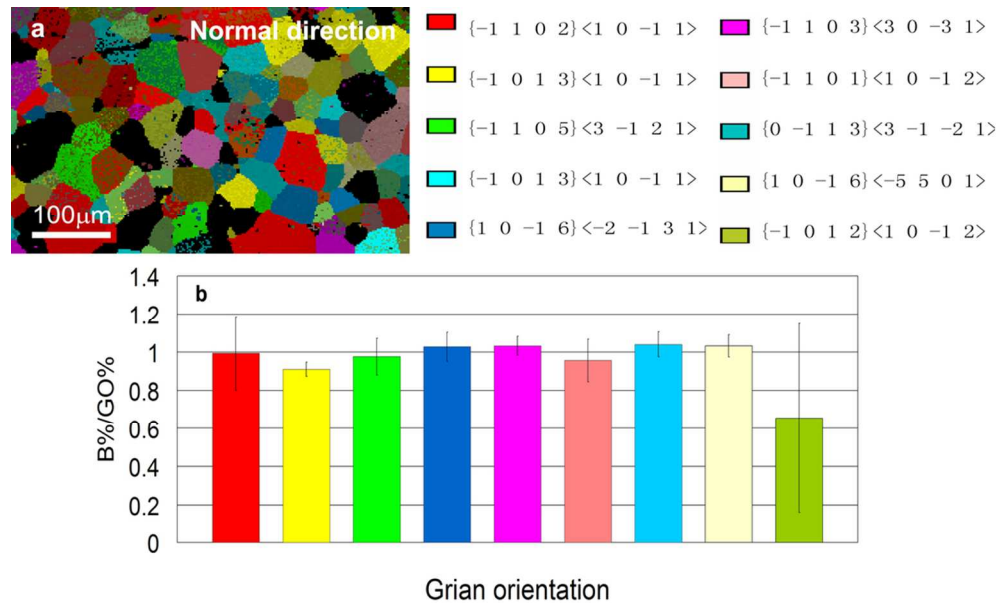 a
Normal direction
100μm
{-1 1 0 2}<1 0 -1 1>
{-1 0 1 3}<1 0 -1 1>
{-1 1 0 5}<3 -1 2 1>
{-1 0 1 3}<1 0 -1 1>
{1 0 -1 6}<-2 -1 3 1>
{-1 1 0 3}<3 0 -3 1>
{-1 1 0 1}<1 0 -1 2>
{0 -1 1 3}<3 -1 -2 1>
{1 0 -1 6}<-5 5 0 1>
{-1 0 1 2}<1 0 -1 2>
b
B%/GO%
1.4
1.2
1
0.8
0.6
0.4
0.2
0
Grian orientation